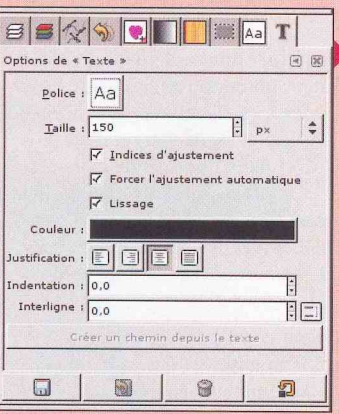 Aa T
Options de « Texte »
Police : Aa
Taille : 150 px
Indices d'ajustement
Forcer l'ajustement automatique
Lissage
Couleur :
Justification :
Indentation : 0,0
Interligne : 0,0
Créer un chemin depuis le texte